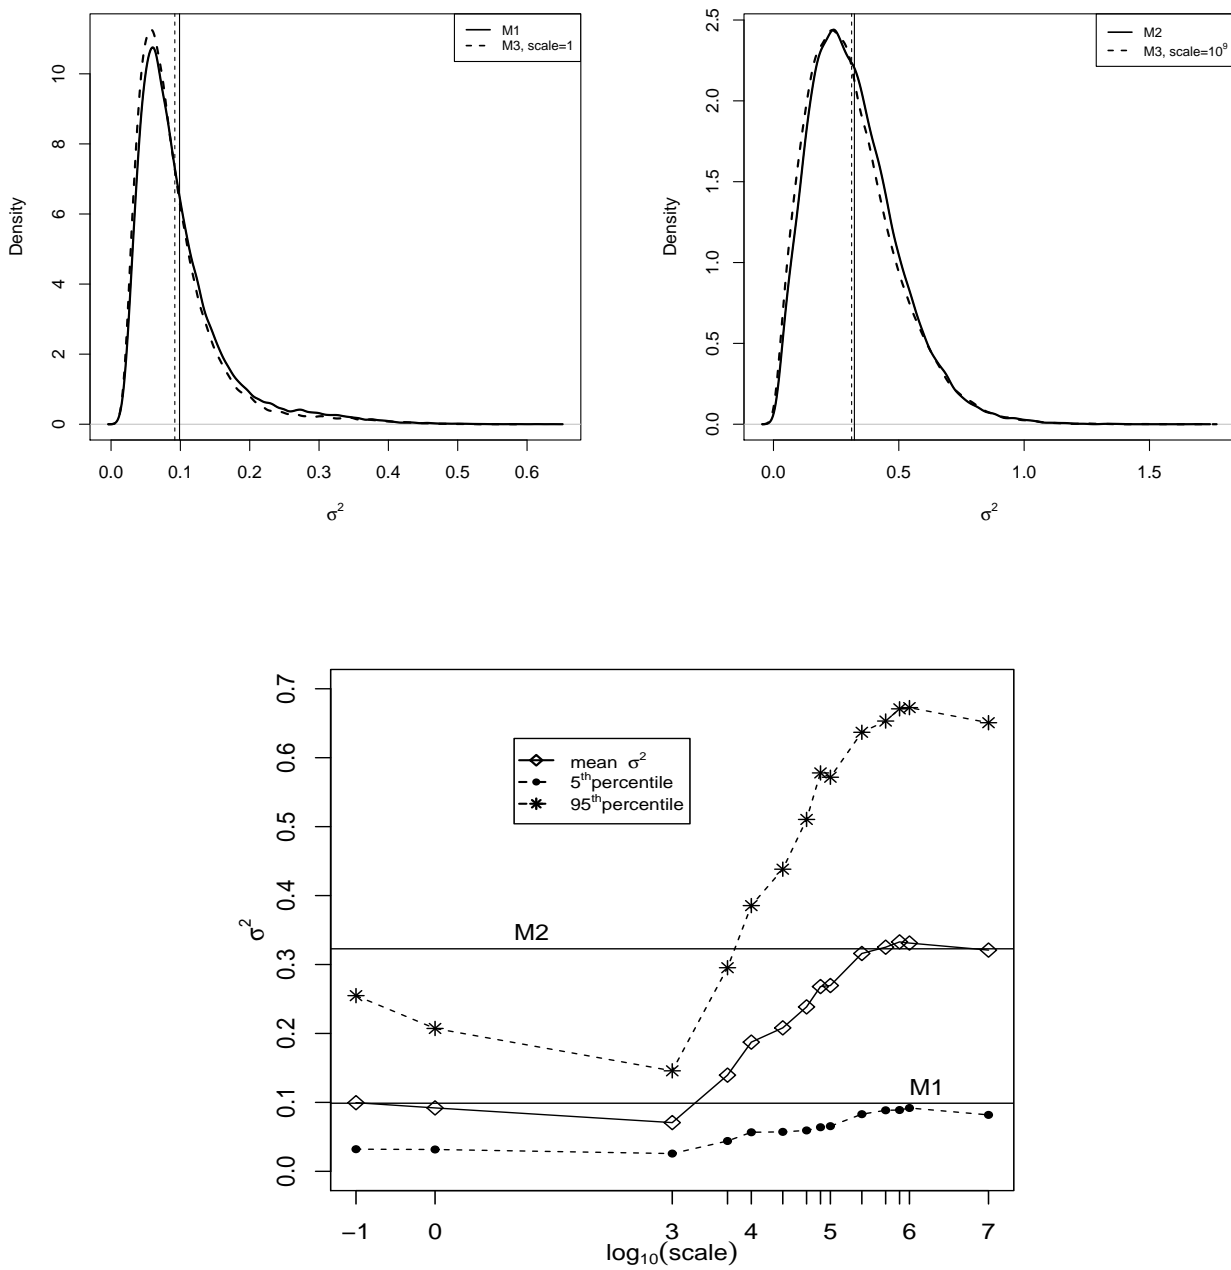 M1
M3, scale=1
Density
0 2 4 6 8 10
0.0 0.1 0.2 0.3 0.4 0.5 0.6
σ²
M2
M3, scale=10⁹
Density
0.0 0.5 1.0 1.5 2.0 2.5
0.0 0.5 1.0 1.5
σ²
mean σ²
5ᵗʰpercentile
95ᵗʰpercentile
M2
M1
σ²
0.0 0.1 0.2 0.3 0.4 0.5 0.6 0.7
−1 0 3 4 5 6 7
log₁₀(scale)